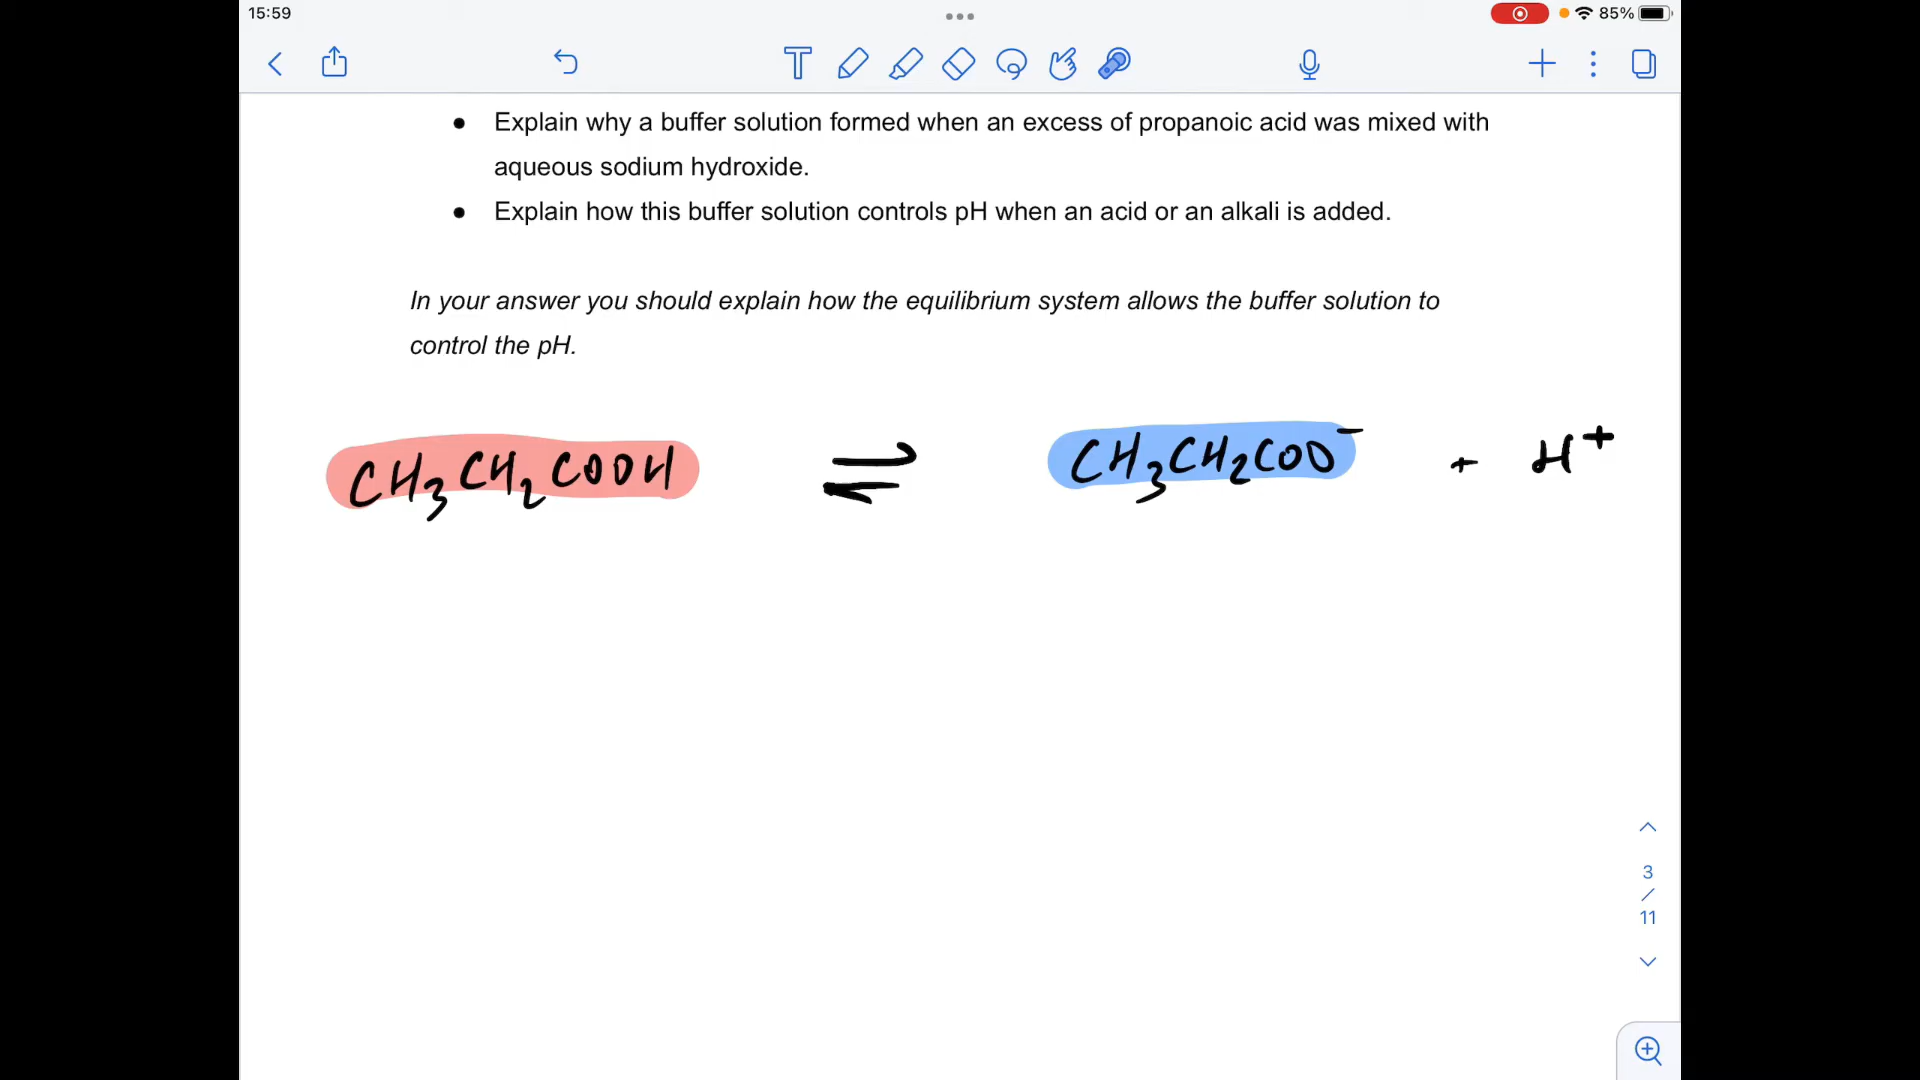 15:59
85%
T
• Explain why a buffer solution formed when an excess of propanoic acid was mixed with
aqueous sodium hydroxide.
• Explain how this buffer solution controls pH when an acid or an alkali is added.
In your answer you should explain how the equilibrium system allows the buffer solution to
control the pH.
CH₃CH₂COOH ⇌ CH₃CH₂COO⁻ + H⁺
3
/
11